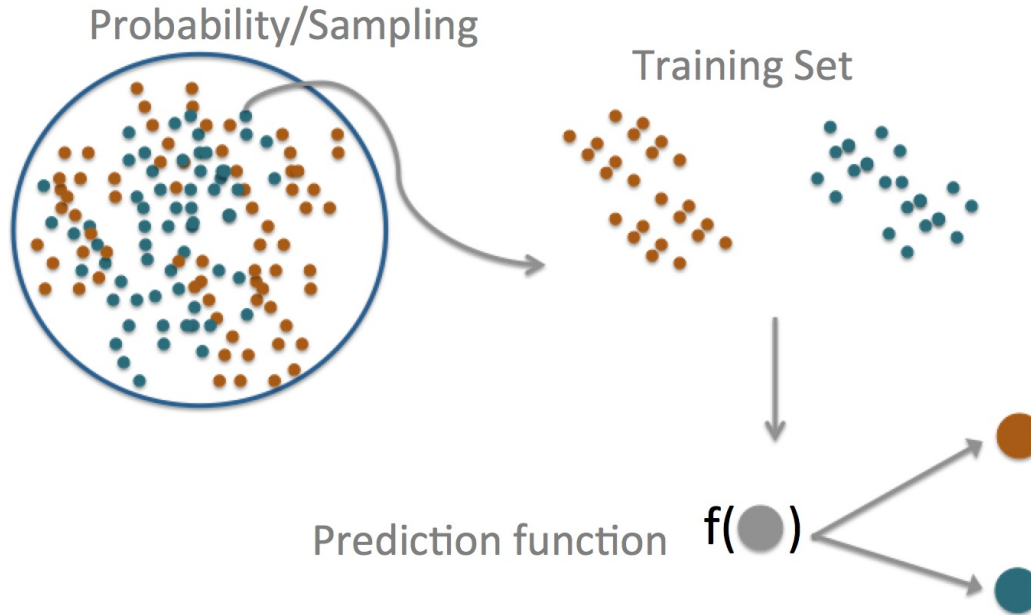 Probability/Sampling
Training Set
Prediction function
f( )